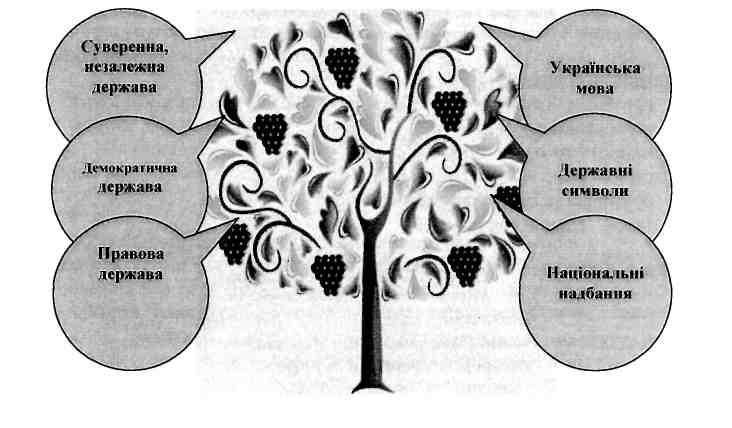 Суверенна,
незалежна
держава
Демократична
держава
Правова
держава
Українська
мова
Державні
символи
Національні
надбання